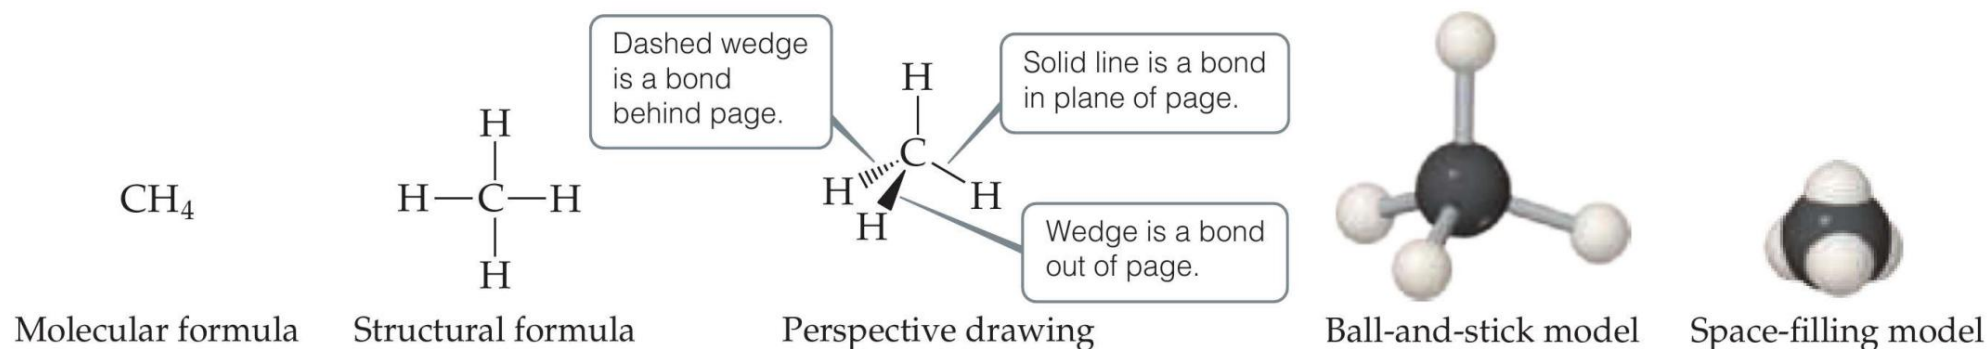 CH₄
Molecular formula
H
H—C—H
H
Structural formula
Dashed wedge
is a bond
behind page.
Solid line is a bond
in plane of page.
H
C
H
H
H
Wedge is a bond
out of page.
Perspective drawing
Ball-and-stick model
Space-filling model